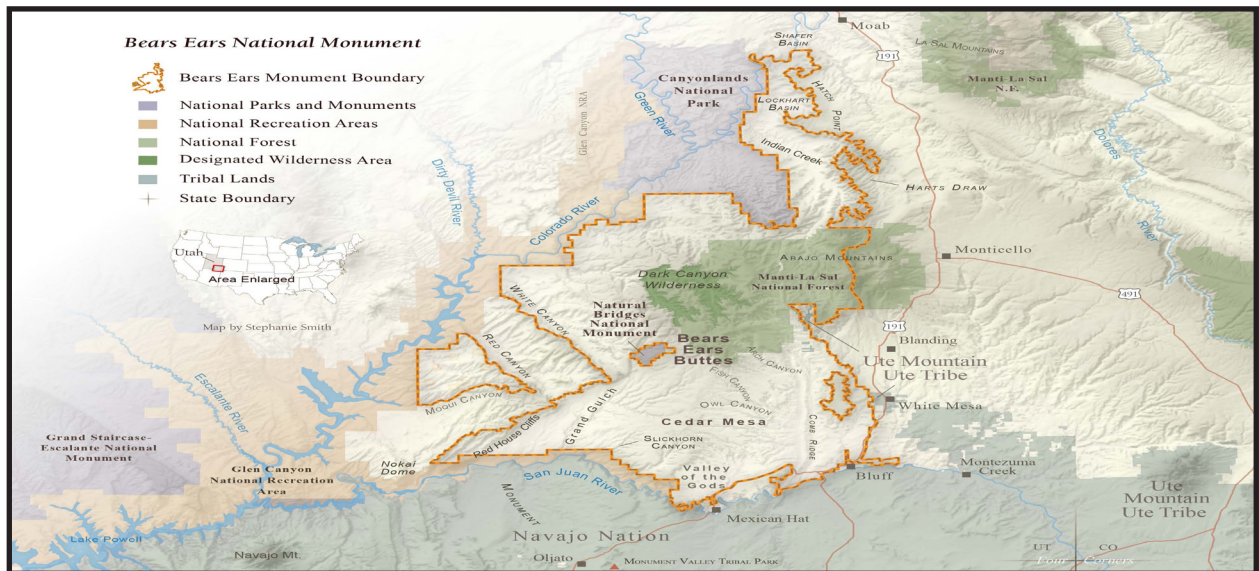 Bears Ears National Monument
Bears Ears Monument Boundary
National Parks and Monuments
National Recreation Areas
National Forest
Designated Wilderness Area
Tribal Lands
State Boundary
Utah
Area Enlarged
Map by Stephanie Smith
Moab
SHAFER
BASIN
LA SAL MOUNTAINS
191
Manti-La Sal
N.F.
Canyonlands
National
Park
Green River
Glen Canyon NRA
LOCKHART
BASIN
HATCH
POINT
Indian Creek
HARTS DRAW
Dolores
River
Dirty Devil River
Colorado River
Monticello
491
ABAJO MOUNTAINS
Manti-La Sal
National Forest
Dark Canyon
Wilderness
Natural
Bridges
National
Monument
WHITE CANYON
RED CANYON
Bears
Ears
Buttes
191
Blanding
Ute Mountain
Ute Tribe
ARCH CANYON
FISH CANYON
OWL CANYON
White Mesa
MOQUI CANYON
Escalante River
Cedar Mesa
Grand Gulch
COMB RIDGE
Red House Cliffs
SLICKHORN
CANYON
Grand Staircase-
Escalante National
Monument
Nokai
Dome
Valley
of the
Gods
Bluff
Montezuma
Creek
Glen Canyon
National Recreation
Area
San Juan River
Ute
Mountain
Ute Tribe
MONUMENT
Mexican Hat
Navajo Nation
Lake Powell
Navajo Mt.
Oljato
MONUMENT VALLEY TRIBAL PARK
UT
CO
Four Corners